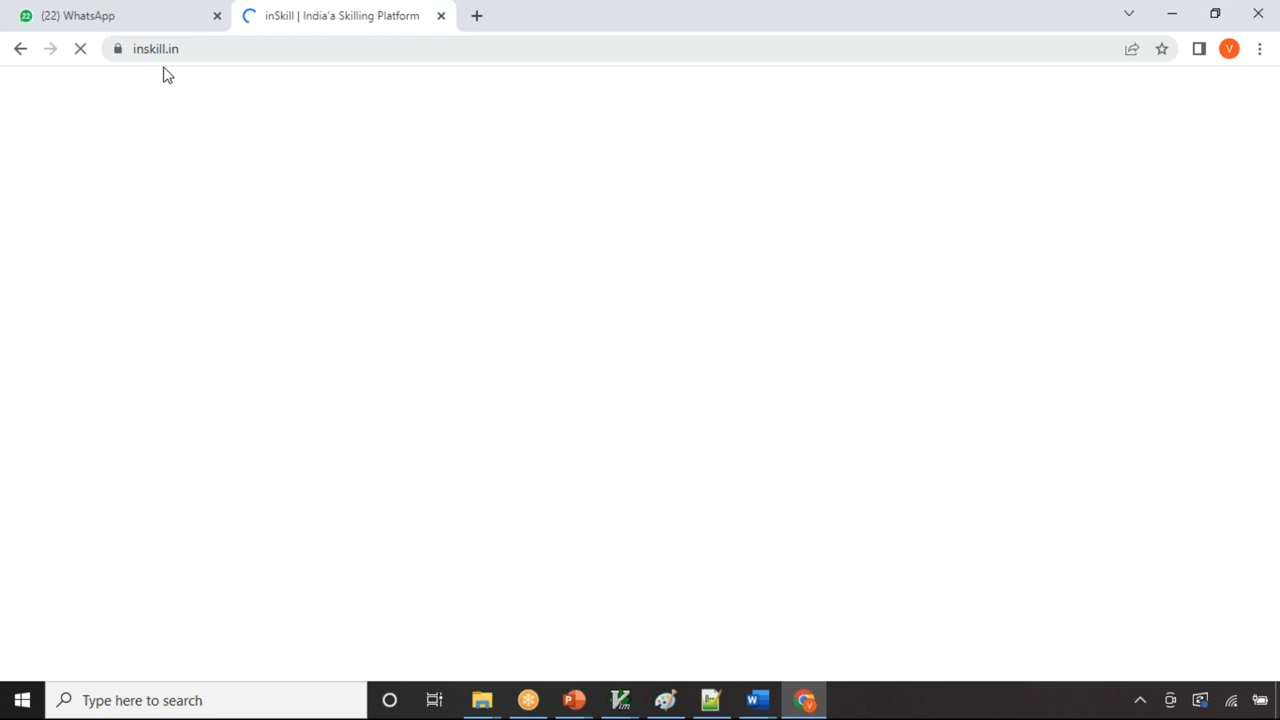 (22) WhatsApp
inSkill | India'a Skilling Platform
inskill.in
V
Type here to search